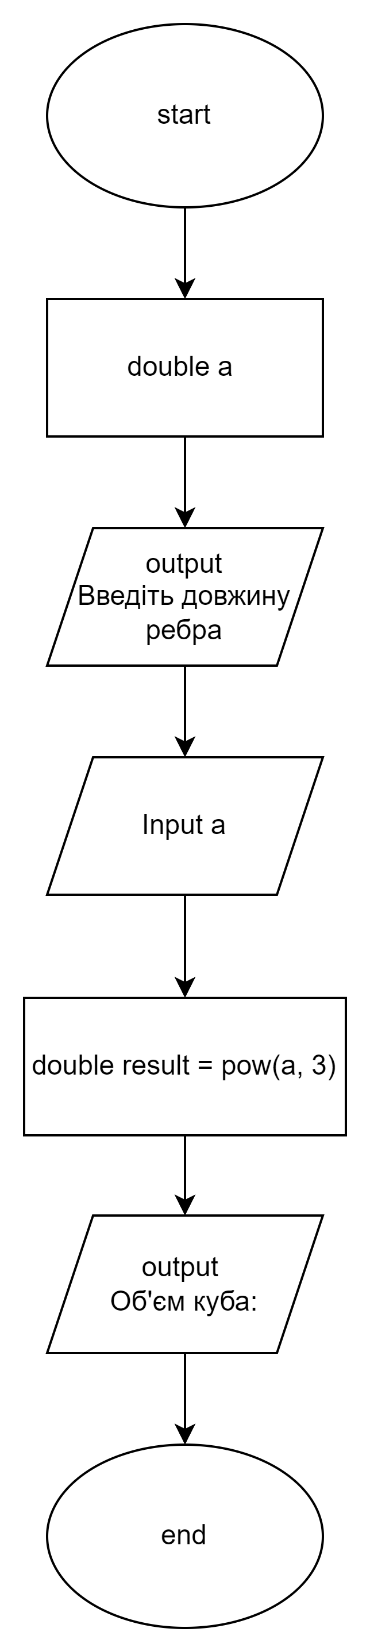 start
double a
output
Введіть довжину
ребра
Input a
double result = pow(a, 3)
output
Об'єм куба:
end